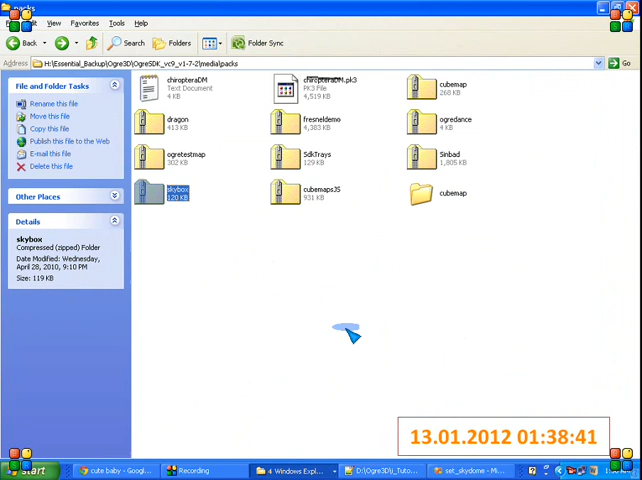 packs
View Favorites Tools Help
Back Search Folders Folder Sync
Address H:\Essential_Backup\Ogre3D\OgreSDK_vc9_v1-7-2\media\packs Go
File and Folder Tasks
Rename this file
Move this file
Copy this file
Publish this file to the Web
E-mail this file
Delete this file
Other Places
Details
skybox
Compressed (zipped) Folder
Date Modified: Wednesday,
April 28, 2010, 9:10 PM
Size: 119 KB
chiropteraDM
Text Document
4 KB
chiropteraDM.pk3
PK3 File
4,519 KB
cubemap
268 KB
dragon
413 KB
fresneldemo
4,383 KB
ogredance
4 KB
ogretestmap
302 KB
SdkTrays
129 KB
Sinbad
1,805 KB
skybox
120 KB
cubemapsJS
931 KB
cubemap
13.01.2012 01:38:41
start cute baby - Googl... Recording 4 Windows Expl... D:\Ogre3D\j_Tuto... set_skydome - Mi...